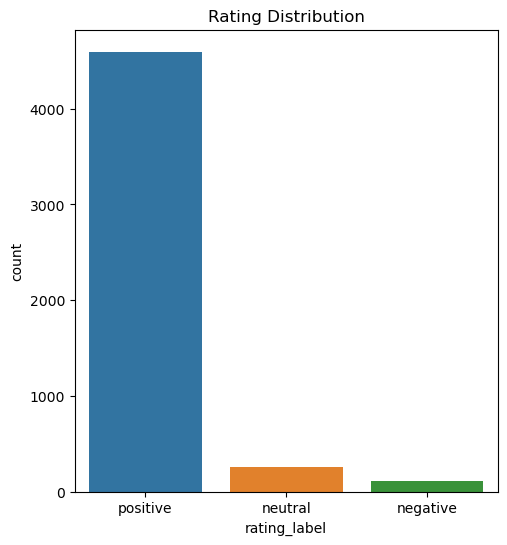 Rating Distribution
count
4000
3000
2000
1000
0
positive neutral negative
rating_label